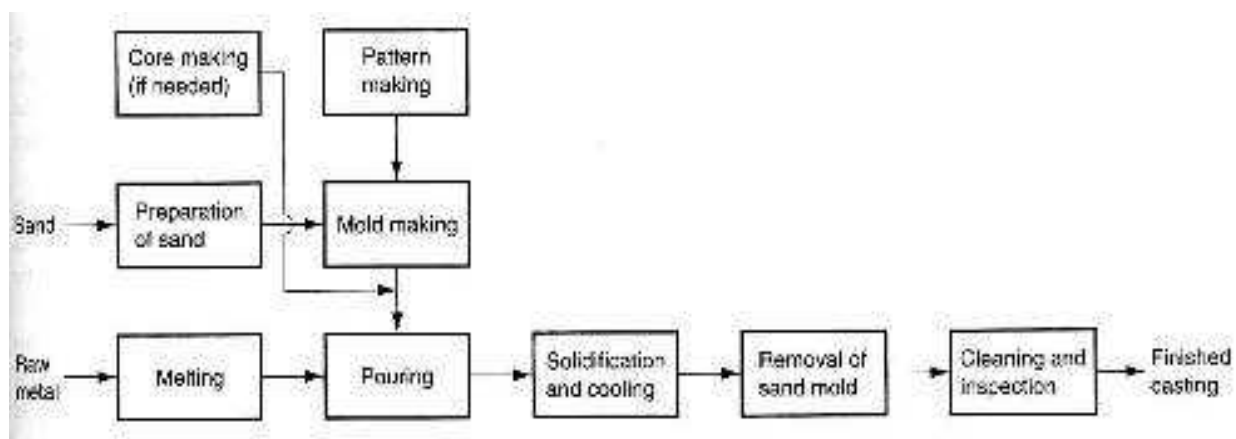 Core making
(if needed)
Pattern
making
Sand
Preparation
of sand
Mold making
Raw
metal
Melting
Pouring
Solidification
and cooling
Removal of
sand mold
Cleaning and
inspection
Finished
casting